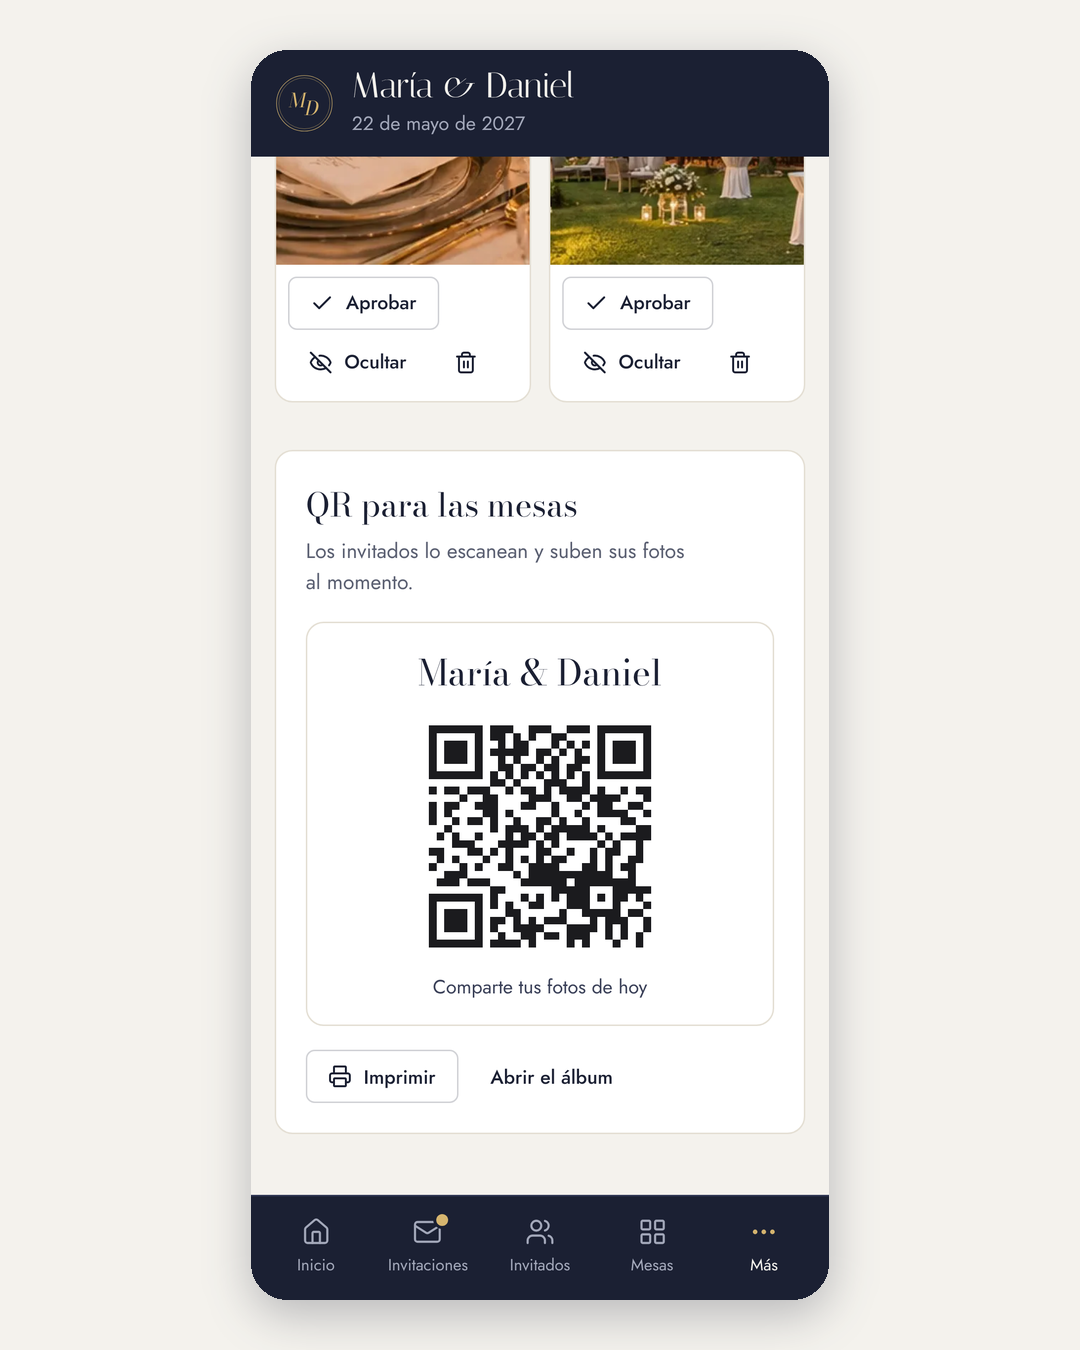 MD
María & Daniel
22 de mayo de 2027
Aprobar
Aprobar
Ocultar
Ocultar
QR para las mesas
Los invitados lo escanean y suben sus fotos
al momento.
María & Daniel
Comparte tus fotos de hoy
Imprimir
Abrir el álbum
Inicio
Invitaciones
Invitados
Mesas
Más